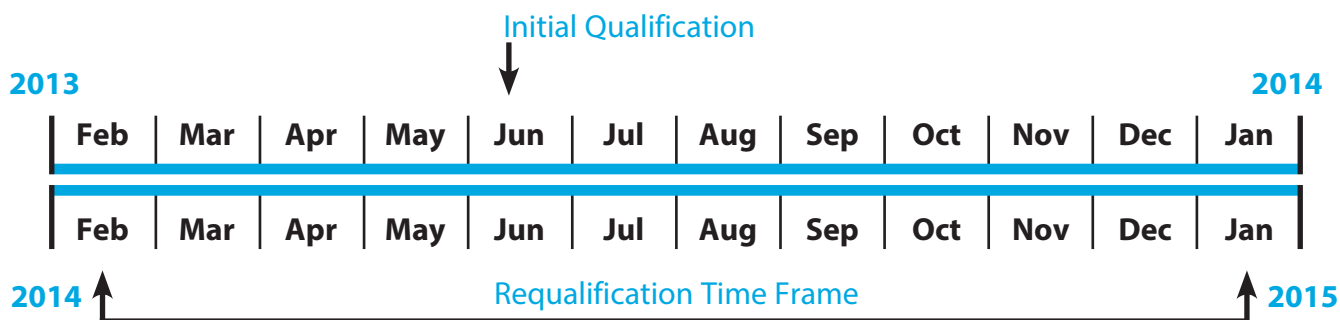 Initial Qualification
2013 2014
Feb Mar Apr May Jun Jul Aug Sep Oct Nov Dec Jan
Feb Mar Apr May Jun Jul Aug Sep Oct Nov Dec Jan
2014 Requalification Time Frame 2015